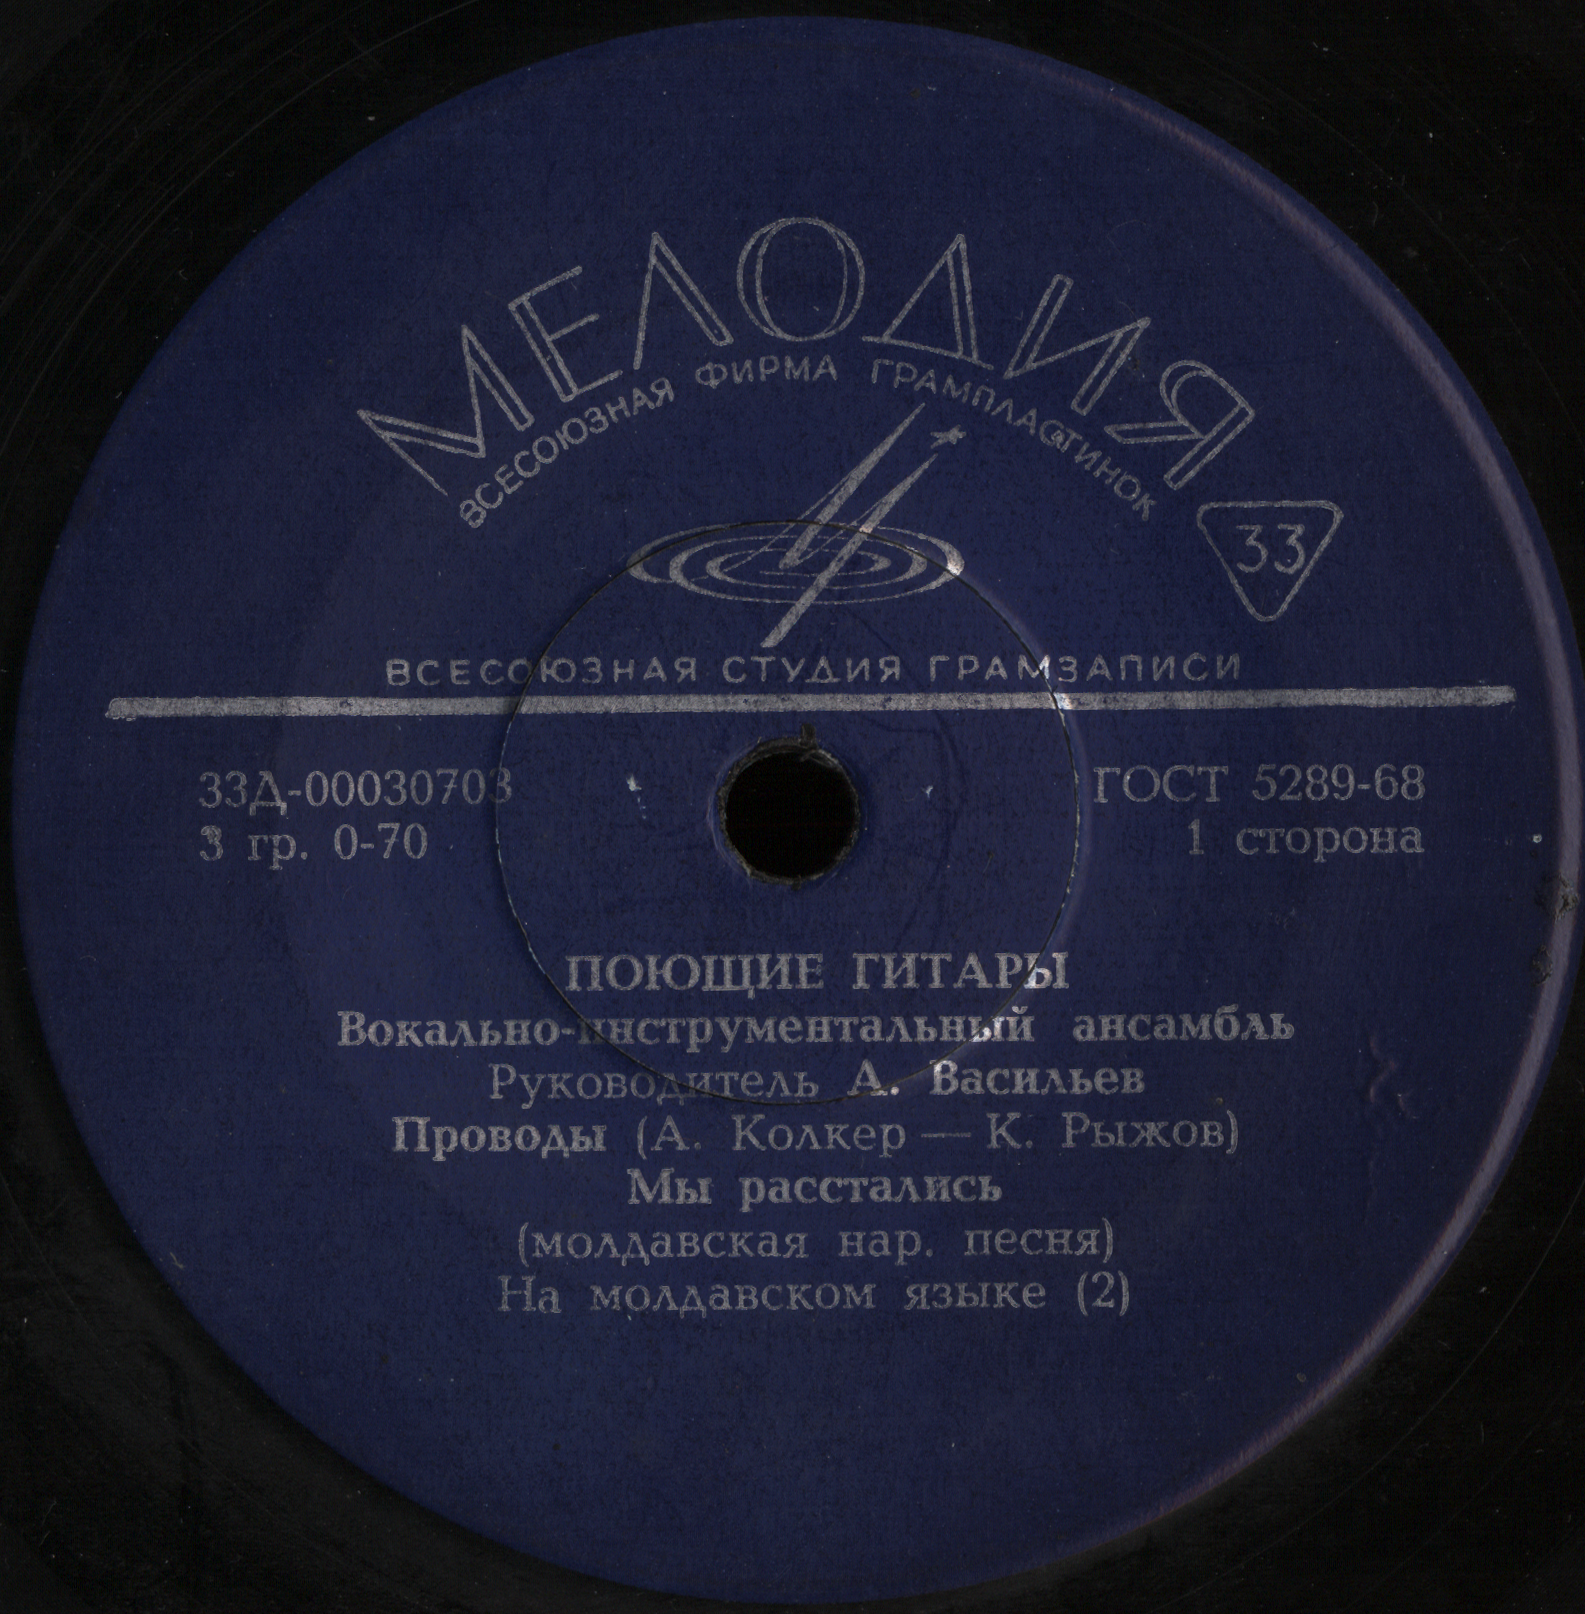 МЕЛОДИЯ
ВСЕСОЮЗНАЯ ФИРМА ГРАМПЛАСТИНОК
33
ВСЕСОЮЗНАЯ СТУДИЯ ГРАМЗАПИСИ
33Д-00030703 ГОСТ 5289-68
3 гр. 0-70 1 сторона
ПОЮЩИЕ ГИТАРЫ
Вокально-инструментальный ансамбль
Руководитель А. Васильев
Проводы (А. Колкер — К. Рыжов)
Мы расстались
(молдавская нар. песня)
На молдавском языке (2)